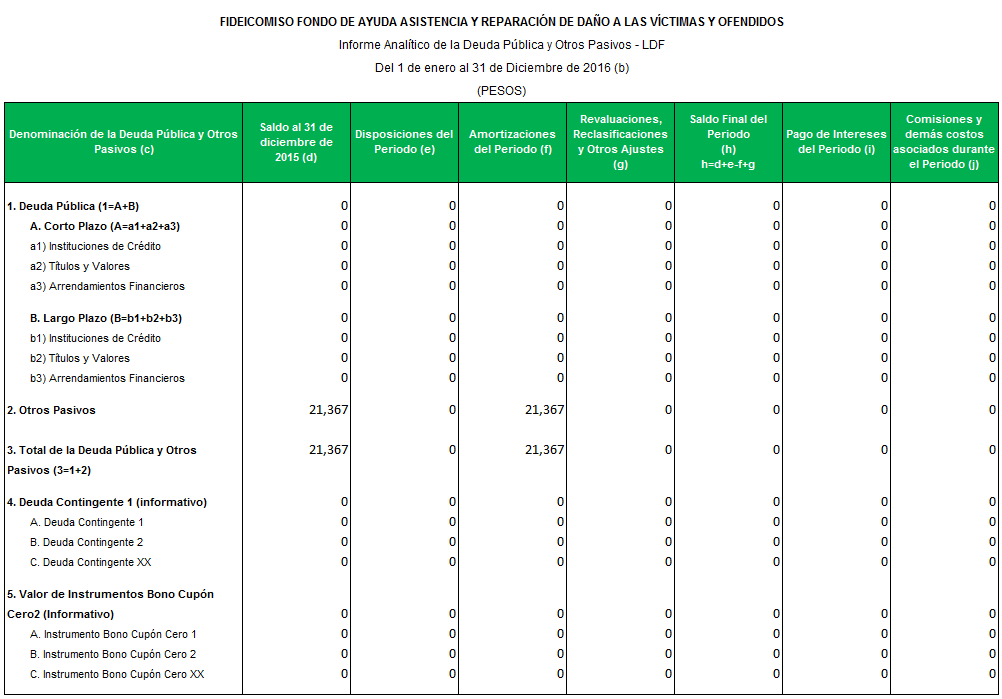 FIDEICOMISO FONDO DE AYUDA ASISTENCIA Y REPARACIÓN DE DAÑO A LAS VÍCTIMAS Y OFENDIDOS
Informe Analítico de la Deuda Pública y Otros Pasivos - LDF
Del 1 de enero al 31 de Diciembre de 2016 (b)
(PESOS)
Denominación de la Deuda Pública y Otros
Pasivos (c)
Saldo al 31 de
diciembre de
2015 (d)
Disposiciones del
Periodo (e)
Amortizaciones
del Periodo (f)
Revaluaciones,
Reclasificaciones
y Otros Ajustes
(g)
Saldo Final del
Periodo
(h)
h=d+e-f+g
Pago de Intereses
del Periodo (i)
Comisiones y
demás costos
asociados durante
el Periodo (j)
1. Deuda Pública (1=A+B) 0 0 0 0 0 0 0
A. Corto Plazo (A=a1+a2+a3) 0 0 0 0 0 0 0
a1) Instituciones de Crédito 0 0 0 0 0 0 0
a2) Títulos y Valores 0 0 0 0 0 0 0
a3) Arrendamientos Financieros 0 0 0 0 0 0 0
B. Largo Plazo (B=b1+b2+b3) 0 0 0 0 0 0 0
b1) Instituciones de Crédito 0 0 0 0 0 0 0
b2) Títulos y Valores 0 0 0 0 0 0 0
b3) Arrendamientos Financieros 0 0 0 0 0 0 0
2. Otros Pasivos 21,367 0 21,367 0 0 0 0
3. Total de la Deuda Pública y Otros 21,367 0 21,367 0 0 0 0
Pasivos (3=1+2)
4. Deuda Contingente 1 (informativo) 0 0 0 0 0 0 0
A. Deuda Contingente 1 0 0 0 0 0 0 0
B. Deuda Contingente 2 0 0 0 0 0 0 0
C. Deuda Contingente XX 0 0 0 0 0 0 0
5. Valor de Instrumentos Bono Cupón
Cero2 (Informativo) 0 0 0 0 0 0 0
A. Instrumento Bono Cupón Cero 1 0 0 0 0 0 0 0
B. Instrumento Bono Cupón Cero 2 0 0 0 0 0 0 0
C. Instrumento Bono Cupón Cero XX 0 0 0 0 0 0 0